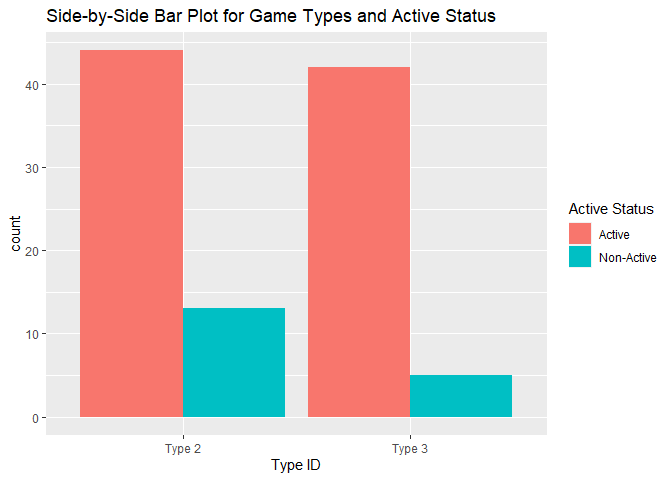 Side-by-Side Bar Plot for Game Types and Active Status
count
40
30
20
10
0
Type 2 Type 3
Type ID
Active Status
Active
Non-Active